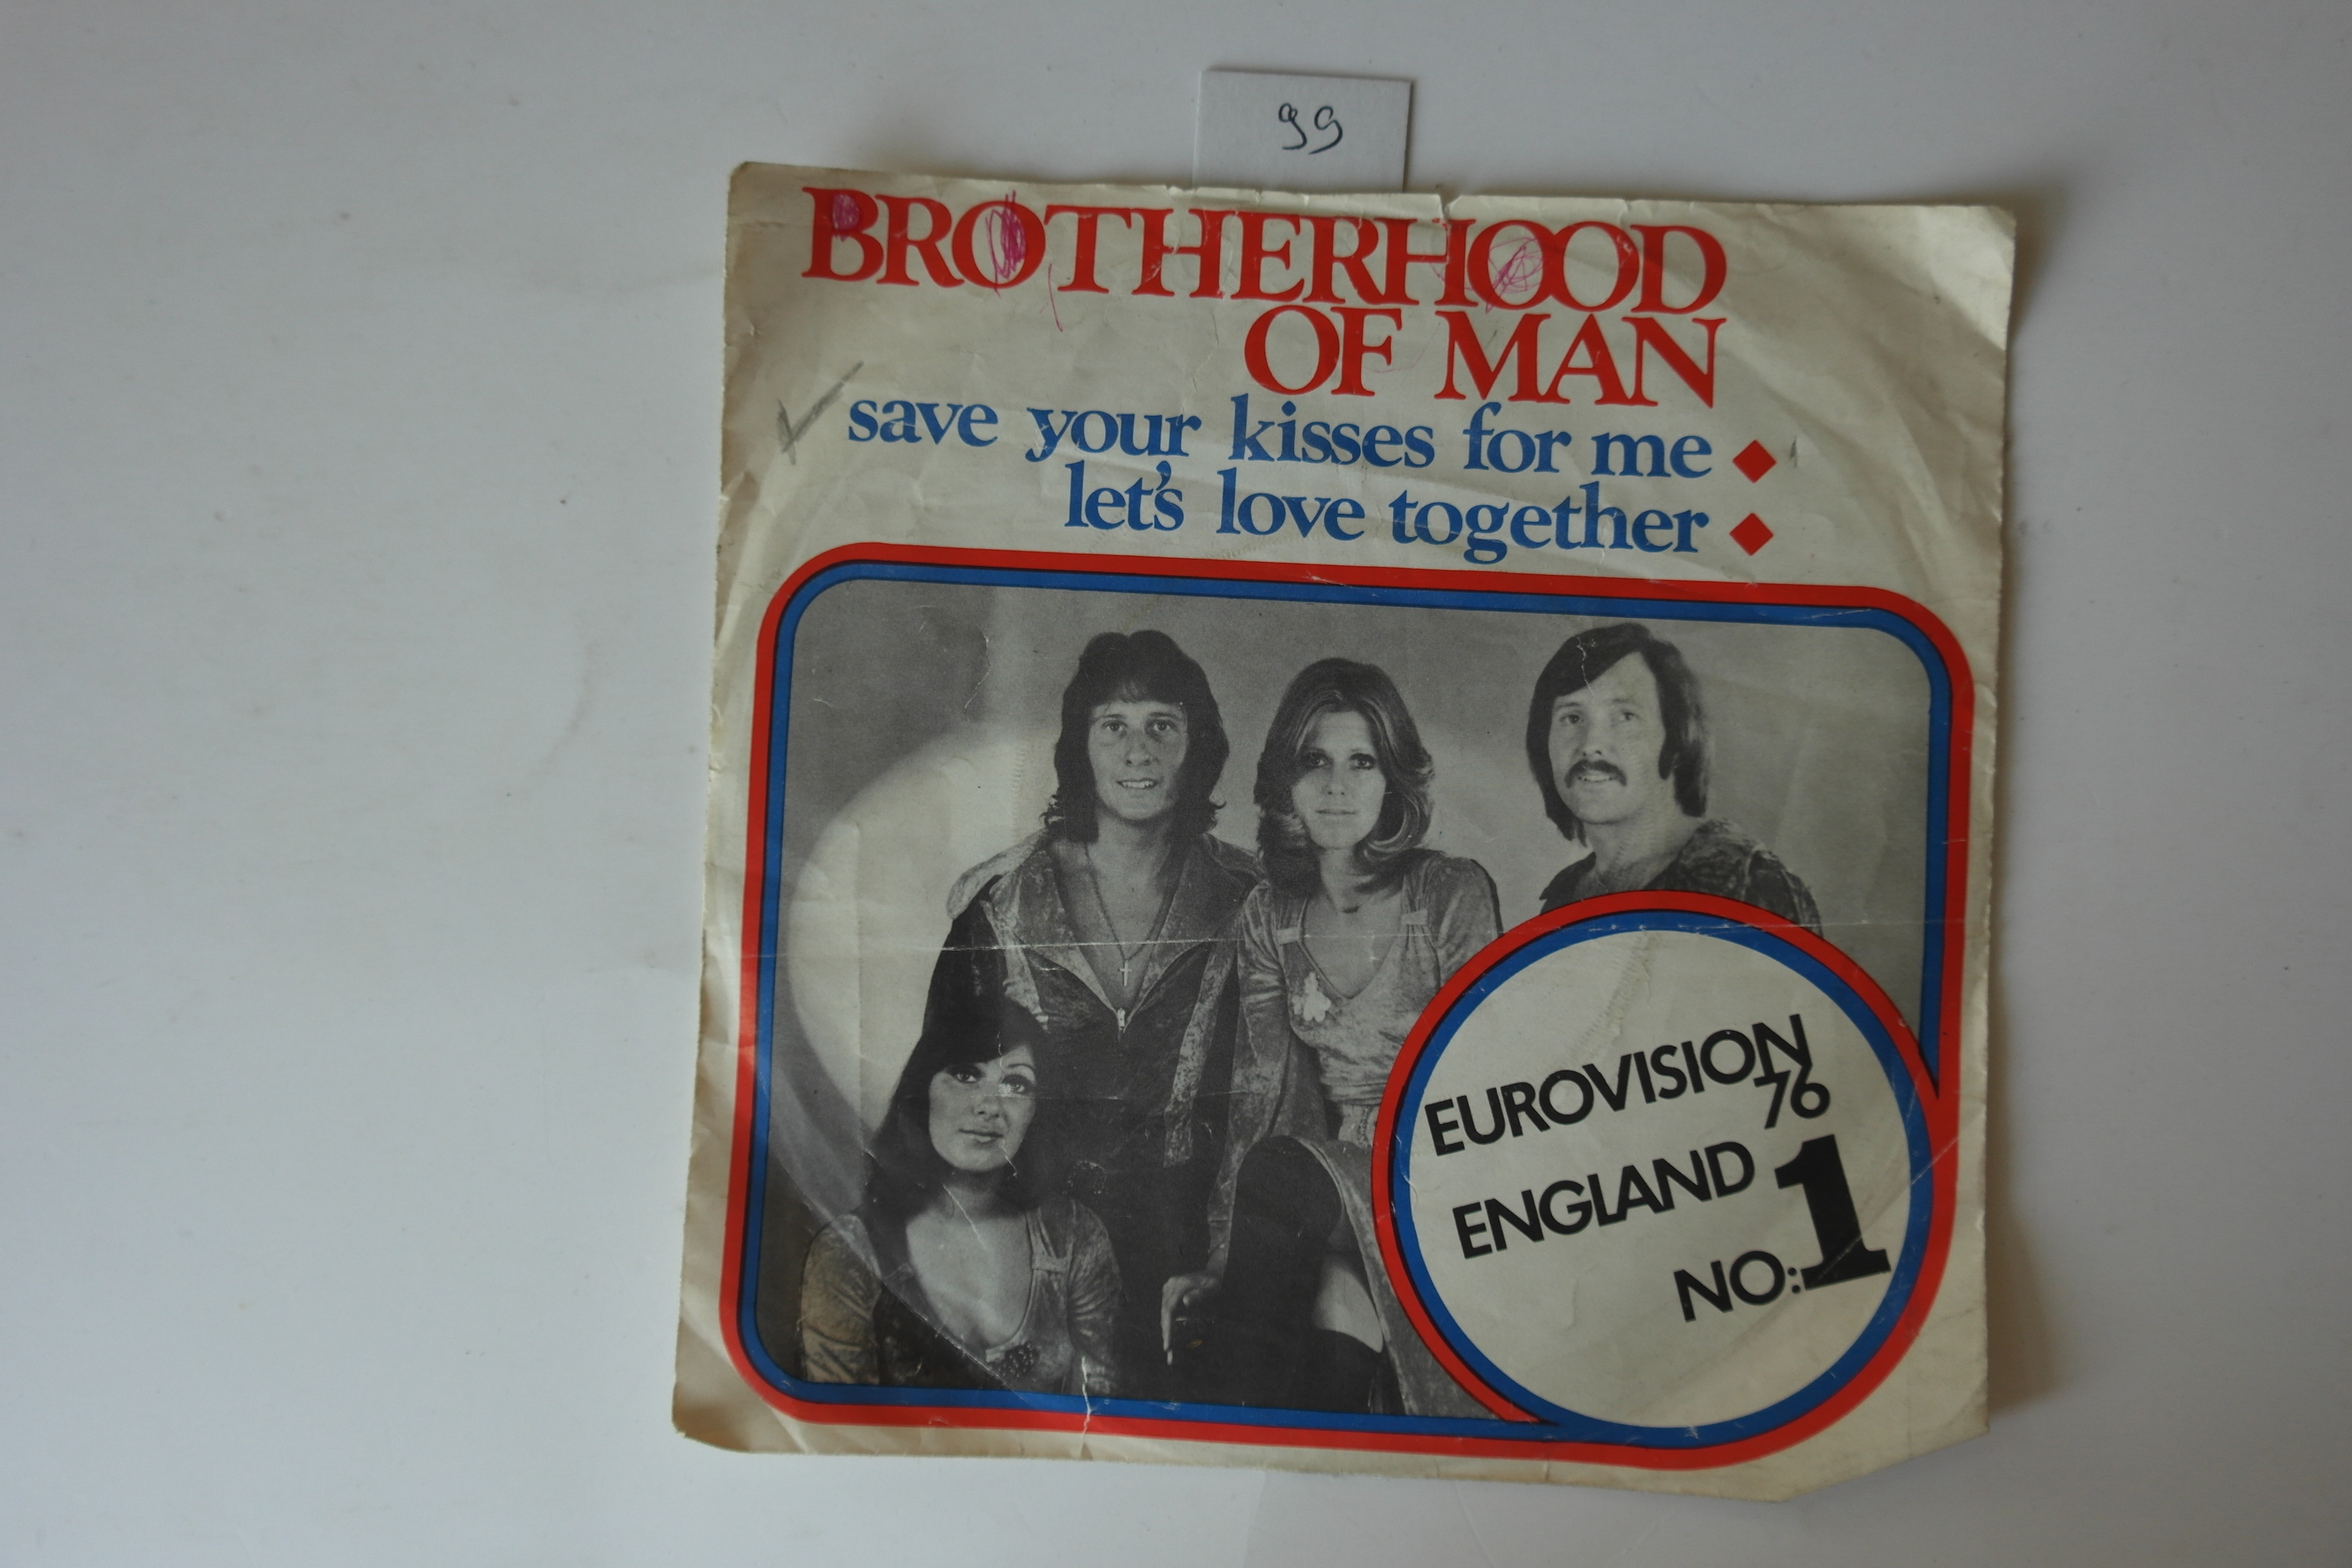 99
BROTHERHOOD
OF MAN
save your kisses for me
let's love together
EUROVISION
76
ENGLAND
NO:1